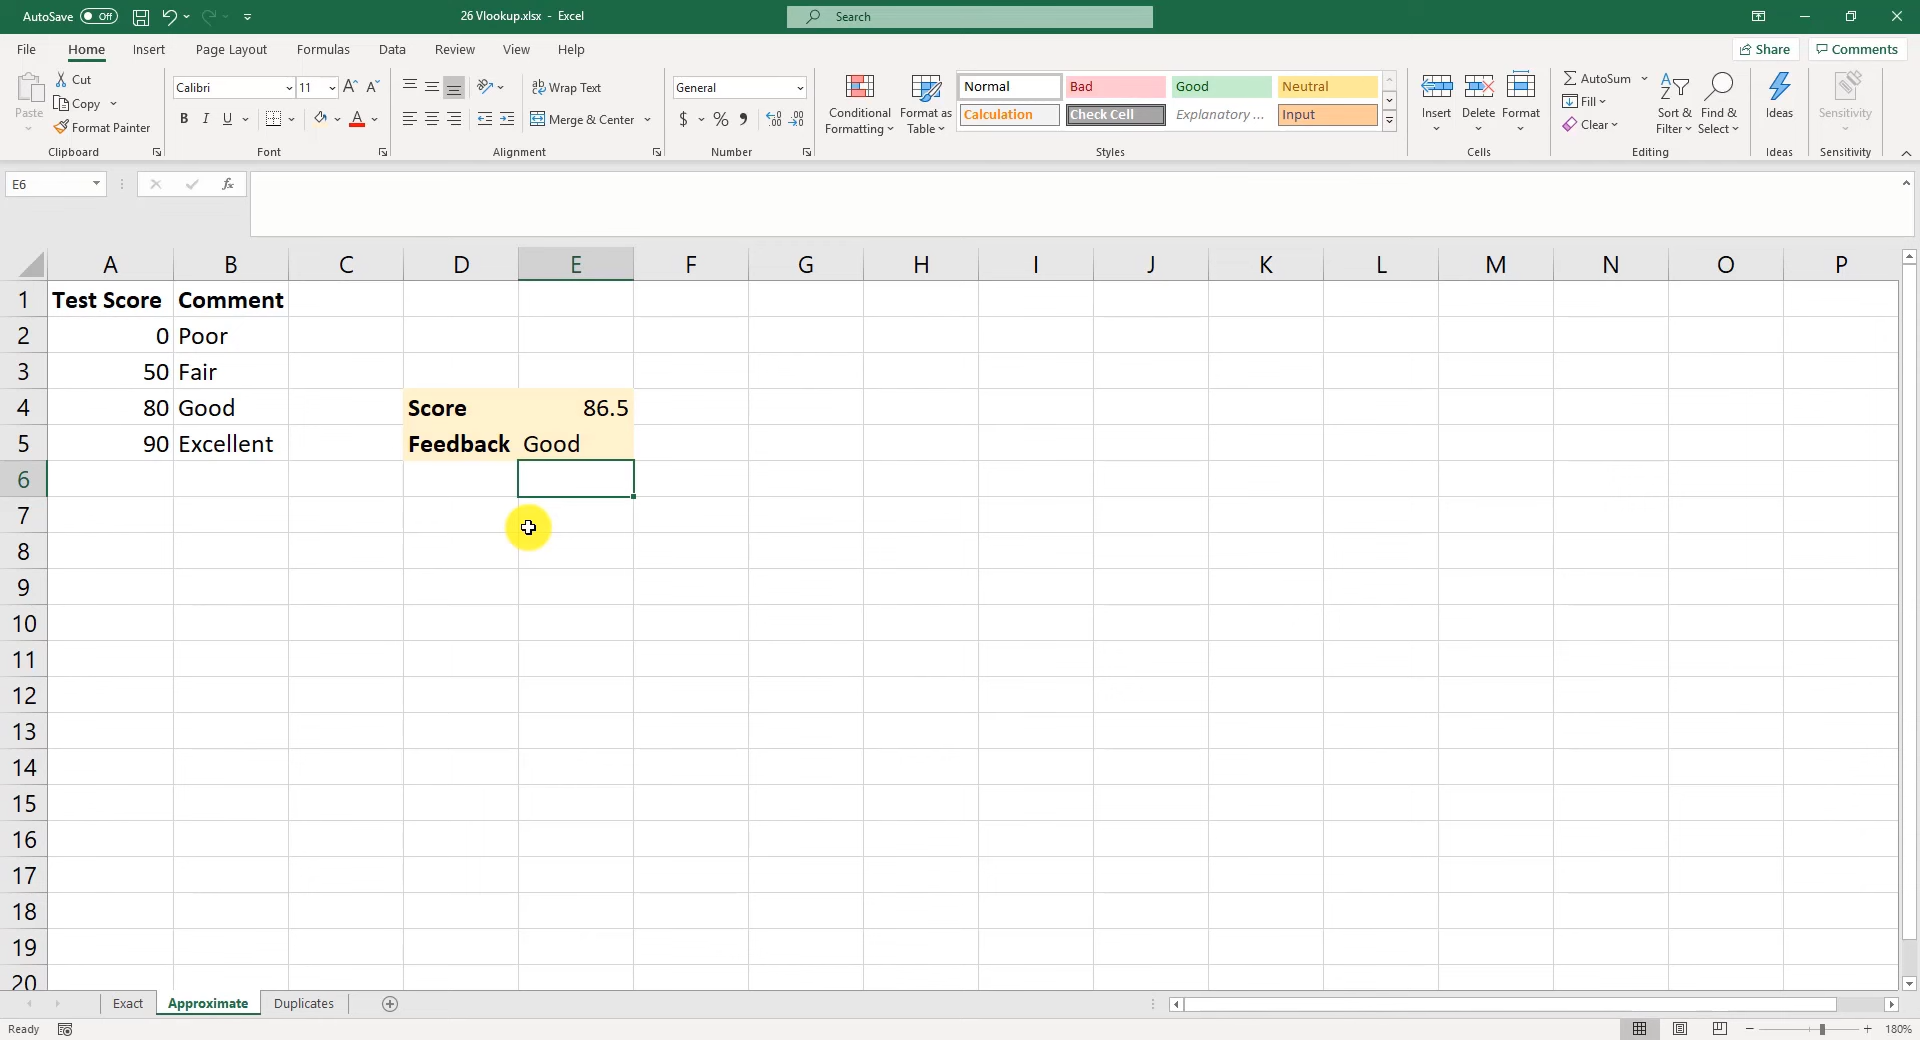 AutoSave Off 26 Vlookup.xlsx - Excel Search
File Home Insert Page Layout Formulas Data Review View Help Share Comments
Paste Cut Copy Format Painter Clipboard
Calibri 11 A A B I U A Font
Wrap Text Merge & Center Alignment
General $ % , Number
Conditional Formatting Format as Table Normal Bad Good Neutral Calculation Check Cell Explanatory ... Input Styles
Insert Delete Format Cells
AutoSum Fill Clear Sort & Filter Find & Select Editing
Ideas Ideas
Sensitivity Sensitivity
E6 fx
A B C D E F G H I J K L M N O P
1 Test Score Comment
2 0 Poor
3 50 Fair
4 80 Good Score 86.5
5 90 Excellent Feedback Good
6
7
8
9
10
11
12
13
14
15
16
17
18
19
20
Exact Approximate Duplicates
Ready 180%